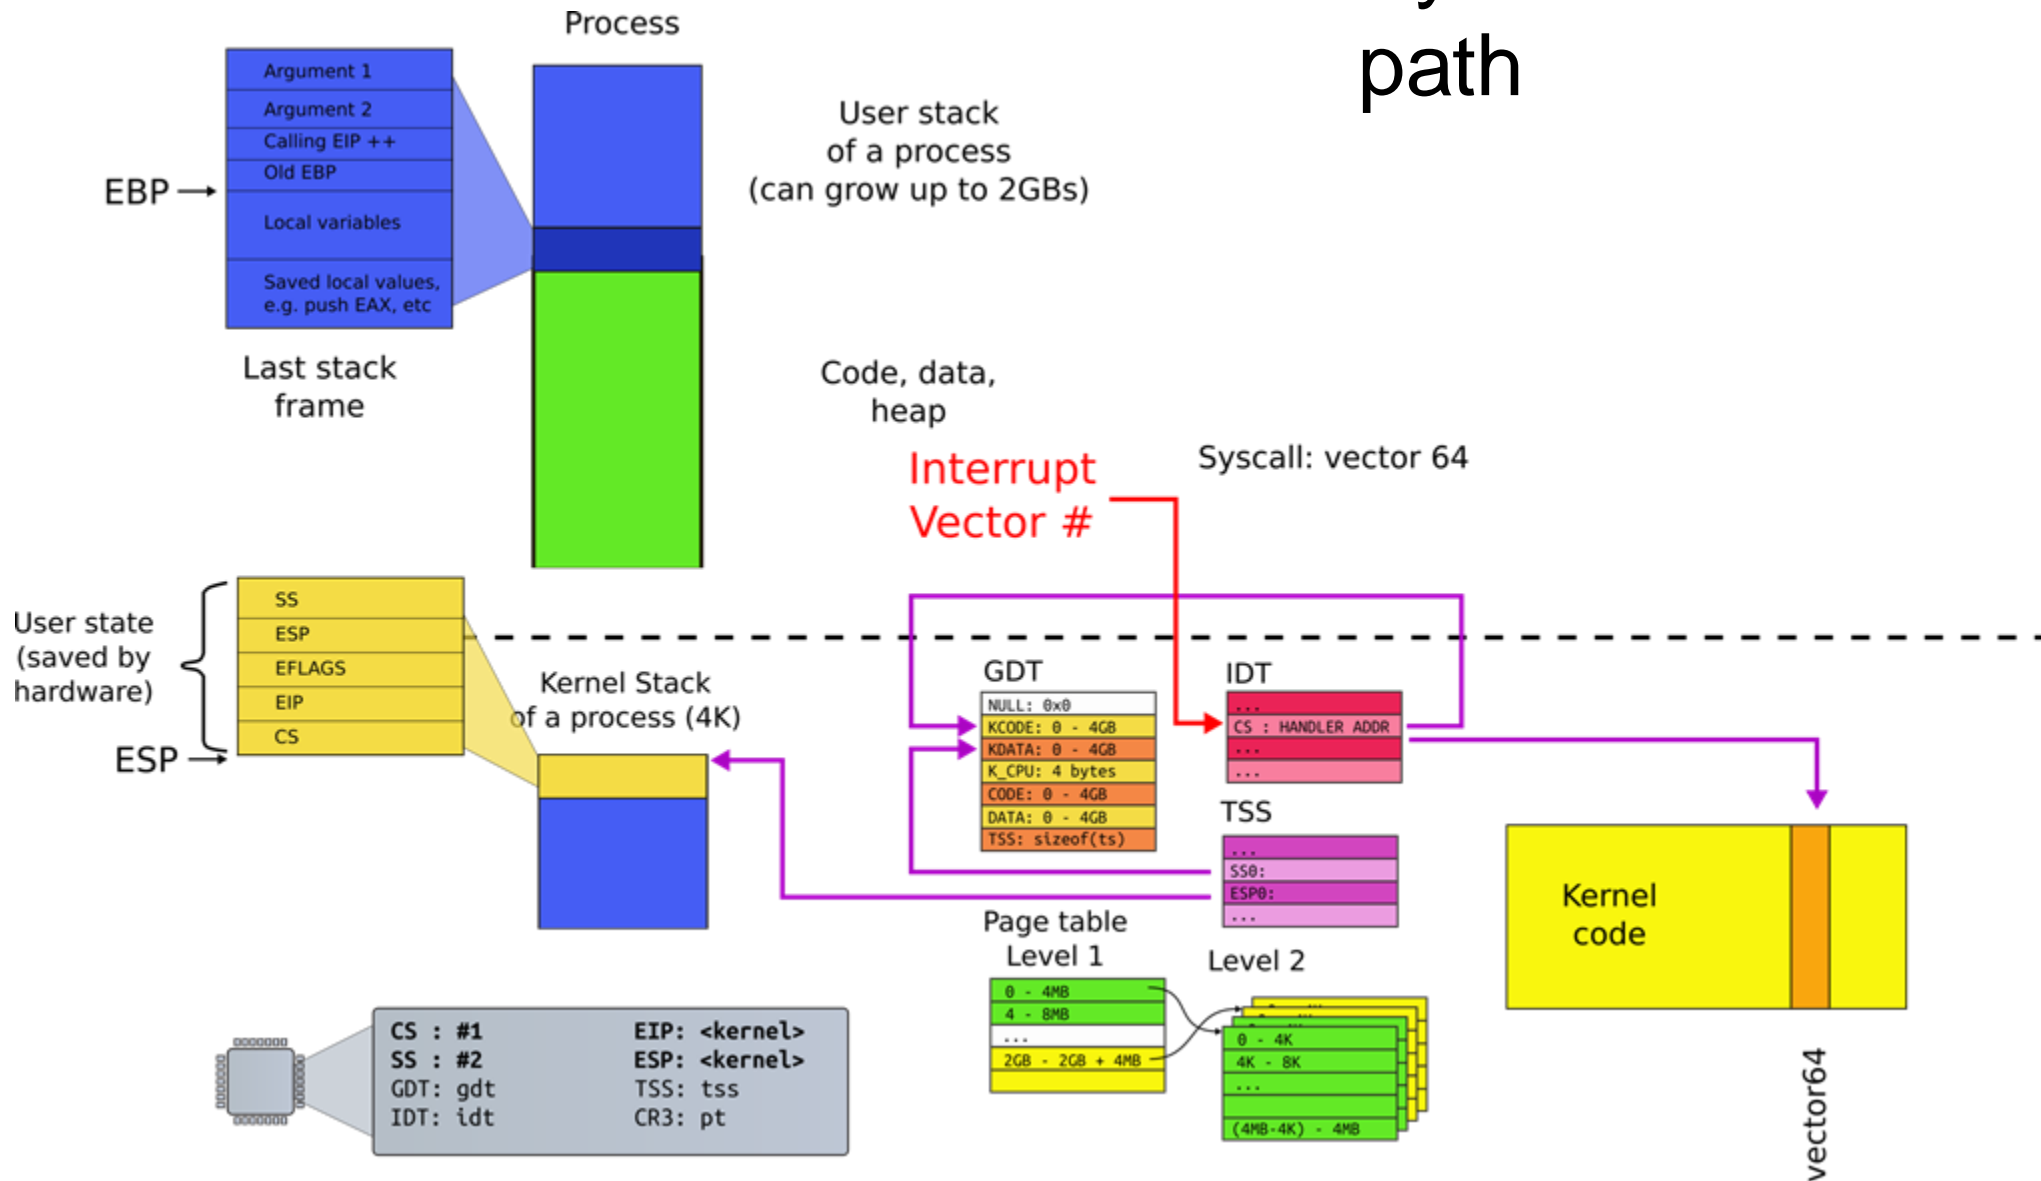 path
Process
Argument 1
Argument 2
Calling EIP ++
Old EBP
Local variables
Saved local values,
e.g. push EAX, etc
EBP
Last stack
frame
User stack
of a process
(can grow up to 2GBs)
Code, data,
heap
Interrupt
Vector #
Syscall: vector 64
User state
(saved by
hardware)
SS
ESP
EFLAGS
EIP
CS
ESP
Kernel Stack
of a process (4K)
GDT
NULL: 0x0
KCODE: 0 - 4GB
KDATA: 0 - 4GB
K_CPU: 4 bytes
CODE: 0 - 4GB
DATA: 0 - 4GB
TSS: sizeof(ts)
IDT
...
CS : HANDLER ADDR
...
...
TSS
...
SS0:
ESP0:
...
Kernel
code
vector64
Page table
Level 1
0 - 4MB
4 - 8MB
...
2GB - 2GB + 4MB
Level 2
0 - 4K
4K - 8K
...
(4MB-4K) - 4MB
CS : #1 EIP: <kernel>
SS : #2 ESP: <kernel>
GDT: gdt TSS: tss
IDT: idt CR3: pt